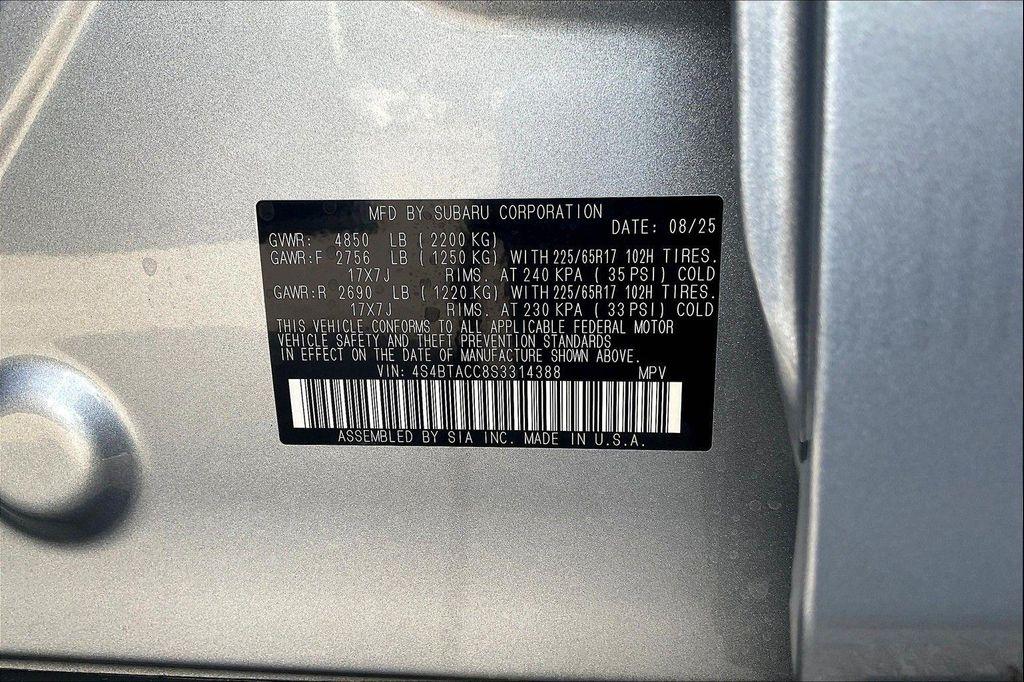 MFD BY SUBARU CORPORATION
DATE: 08/25
GVWR: 4850 LB ( 2200 KG)
GAWR:F 2756 LB ( 1250 KG) WITH 225/65R17 102H TIRES.
17X7J RIMS. AT 240 KPA ( 35 PSI) COLD
GAWR:R 2690 LB ( 1220 KG) WITH 225/65R17 102H TIRES.
17X7J RIMS. AT 230 KPA ( 33 PSI) COLD
THIS VEHICLE CONFORMS TO ALL APPLICABLE FEDERAL MOTOR
VEHICLE SAFETY AND THEFT PREVENTION STANDARDS
IN EFFECT ON THE DATE OF MANUFACTURE SHOWN ABOVE.
VIN: 4S4BTACC8S3314388 MPV
ASSEMBLED BY SIA INC. MADE IN U.S.A.